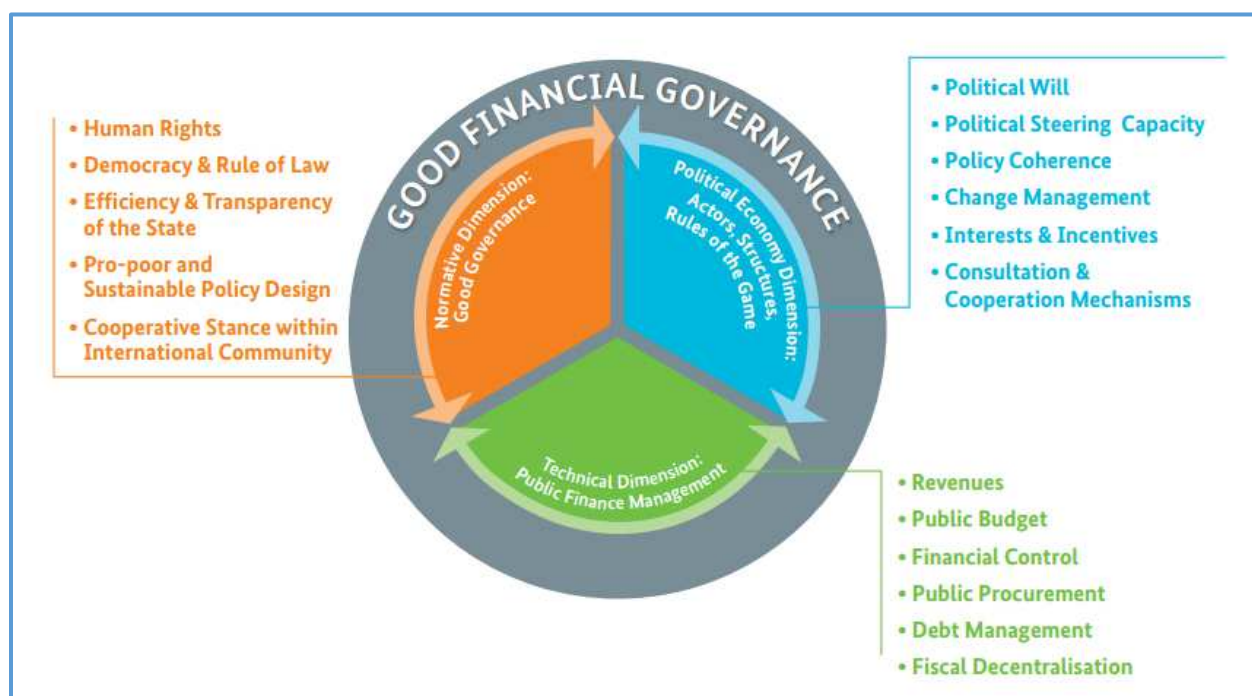 GOOD FINANCIAL GOVERNANCE
• Human Rights
• Democracy & Rule of Law
• Efficiency & Transparency
of the State
• Pro-poor and
Sustainable Policy Design
• Cooperative Stance within
International Community
Normative Dimension:
Good Governance
Political Economy Dimension:
Actors, Structures,
Rules of the Game
• Political Will
• Political Steering Capacity
• Policy Coherence
• Change Management
• Interests & Incentives
• Consultation &
Cooperation Mechanisms
Technical Dimension:
Public Finance Management
• Revenues
• Public Budget
• Financial Control
• Public Procurement
• Debt Management
• Fiscal Decentralisation